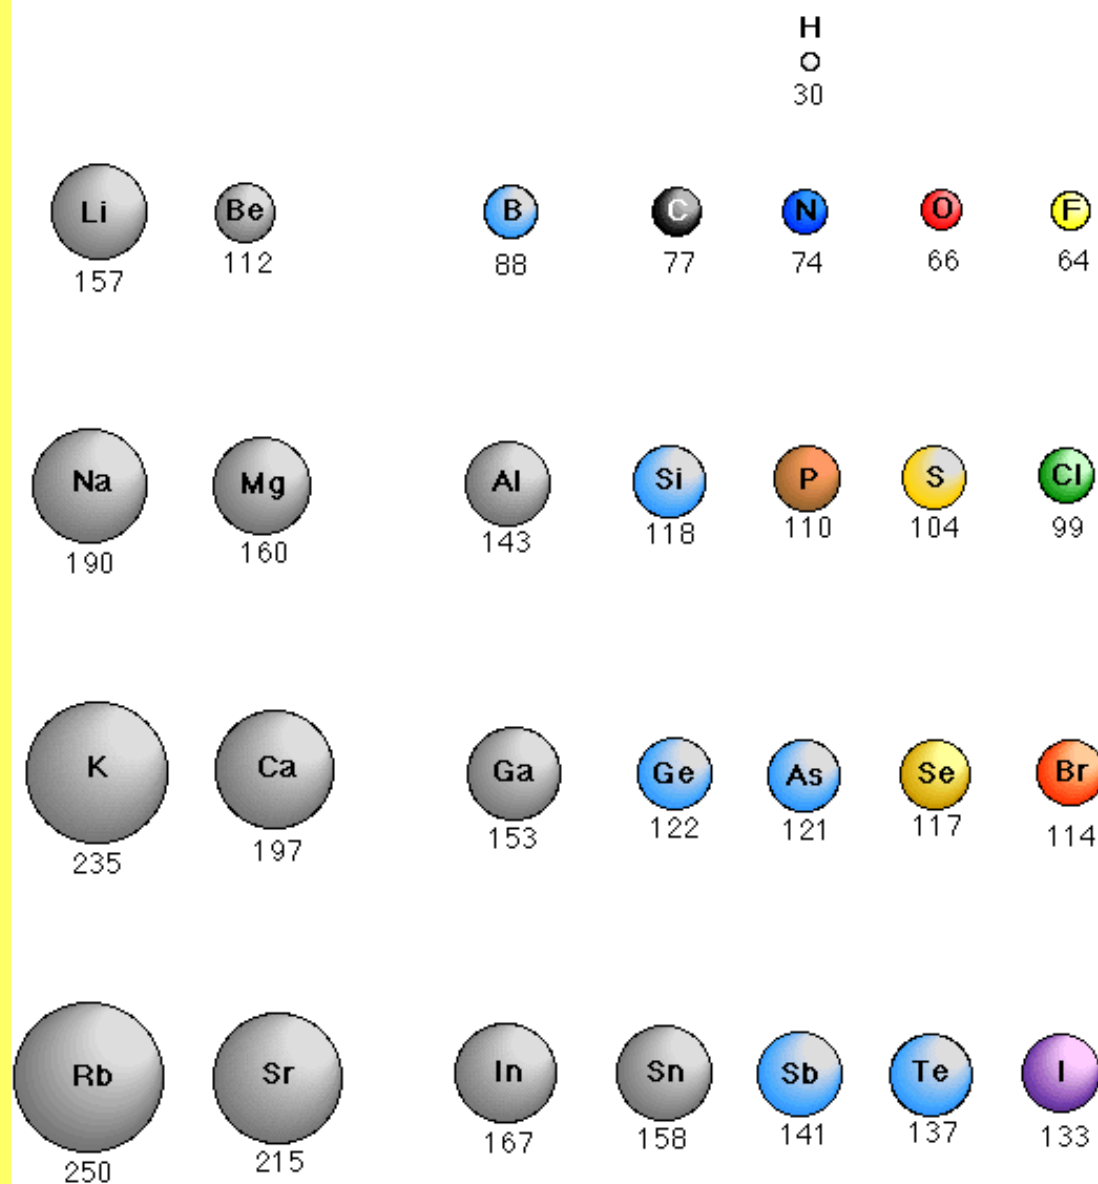 H
30
Li Be B C N O F
157 112 88 77 74 66 64
Na Mg Al Si P S Cl
190 160 143 118 110 104 99
K Ca Ga Ge As Se Br
235 197 153 122 121 117 114
Rb Sr In Sn Sb Te I
250 215 167 158 141 137 133